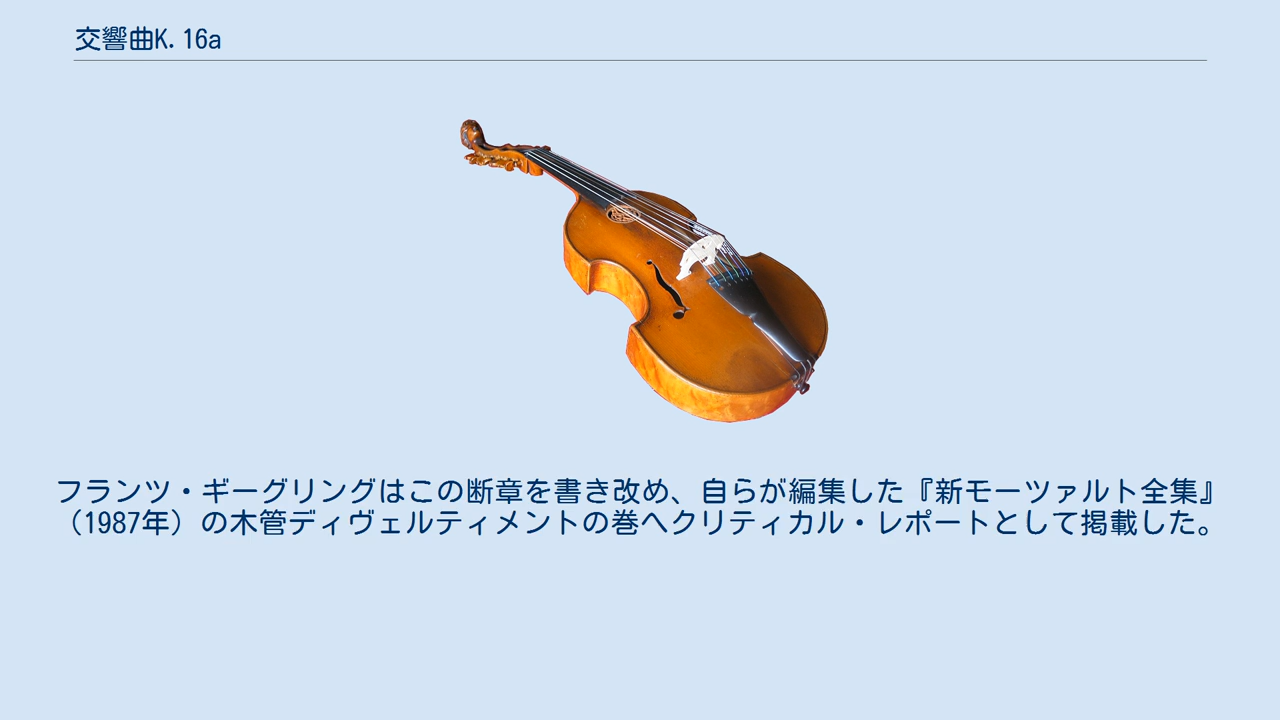 交響曲K. 16a
フランツ・ギーグリングはこの断章を書き改め、自らが編集した『新モーツァルト全集』
（1987年）の木管ディヴェルティメントの巻へクリティカル・レポートとして掲載した。